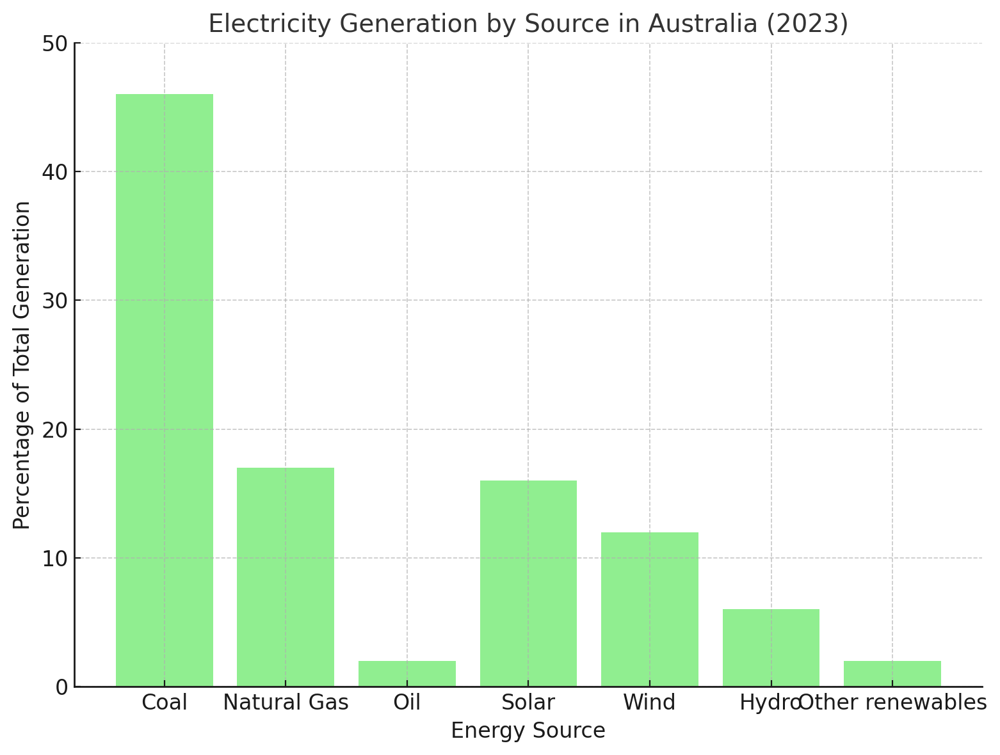 Electricity Generation by Source in Australia (2023)
Percentage of Total Generation
50
40
30
20
10
0
Coal Natural Gas Oil Solar Wind Hydro Other renewables
Energy Source